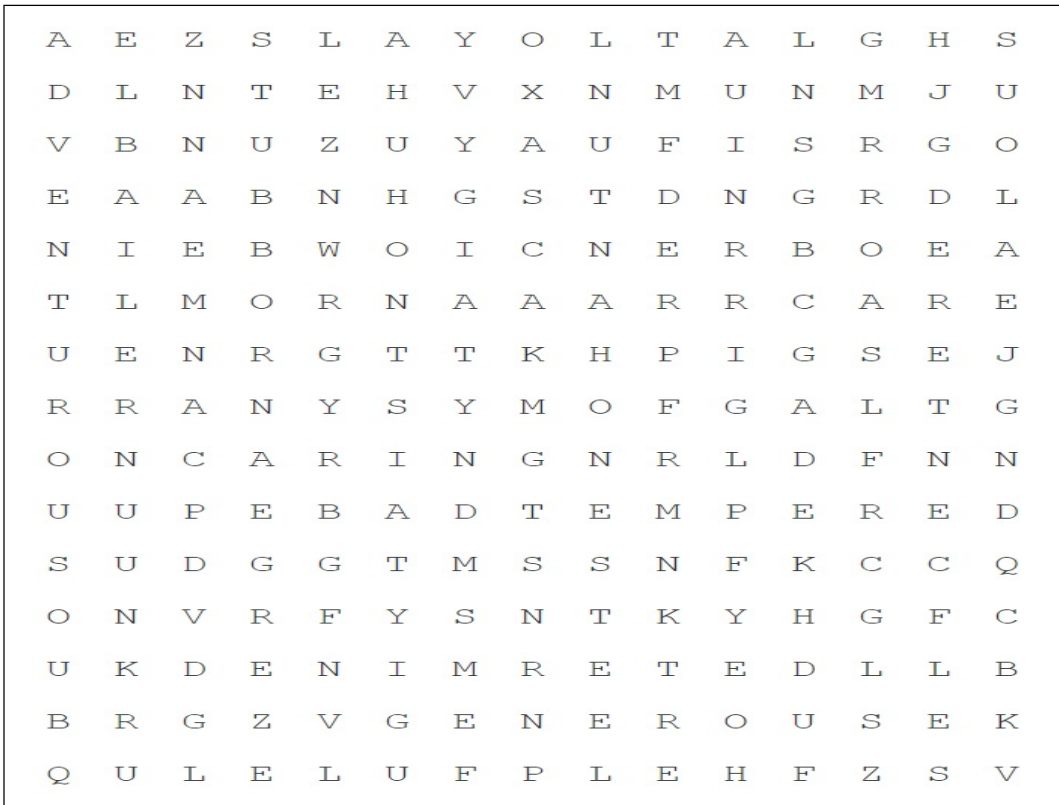 A E Z S L A Y O L T A L G H S
D L N T E H V X N M U N M J U
V B N U Z U Y A U F I S R G O
E A A B N H G S T D N G R D L
N I E B W O I C N E R B O E A
T L M O R N A A A R R C A R E
U E N R G T T K H P I G S E J
R R A N Y S Y M O F G A L T G
O N C A R I N G N R L D F N N
U U P E B A D T E M P E R E D
S U D G G T M S S N F K C C Q
O N V R F Y S N T K Y H G F C
U K D E N I M R E T E D L L B
B R G Z V G E N E R O U S E K
Q U L E L U F P L E H F Z S V